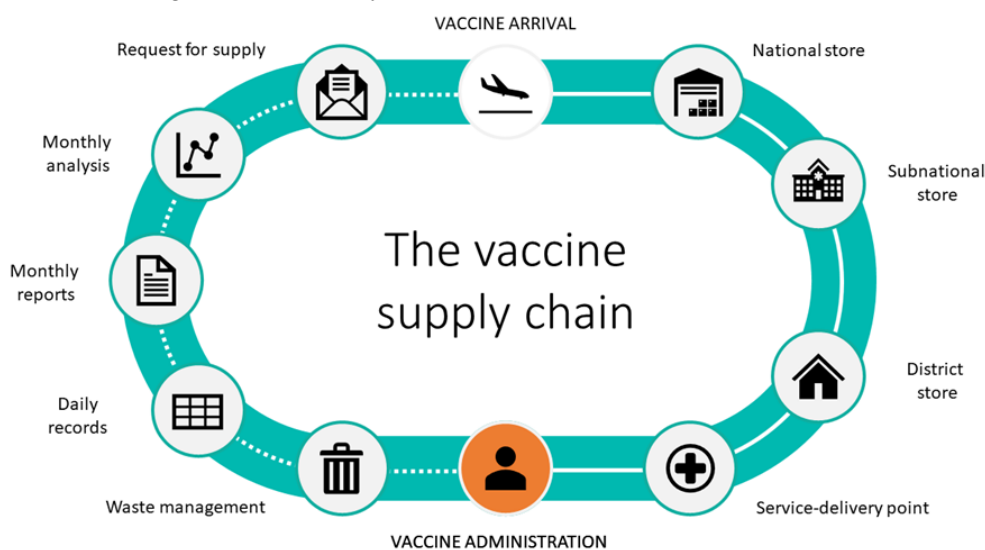 VACCINE ARRIVAL
Request for supply
National store
Monthly
analysis
Subnational
store
The vaccine
supply chain
Monthly
reports
District
store
Daily
records
Waste management
Service-delivery point
VACCINE ADMINISTRATION